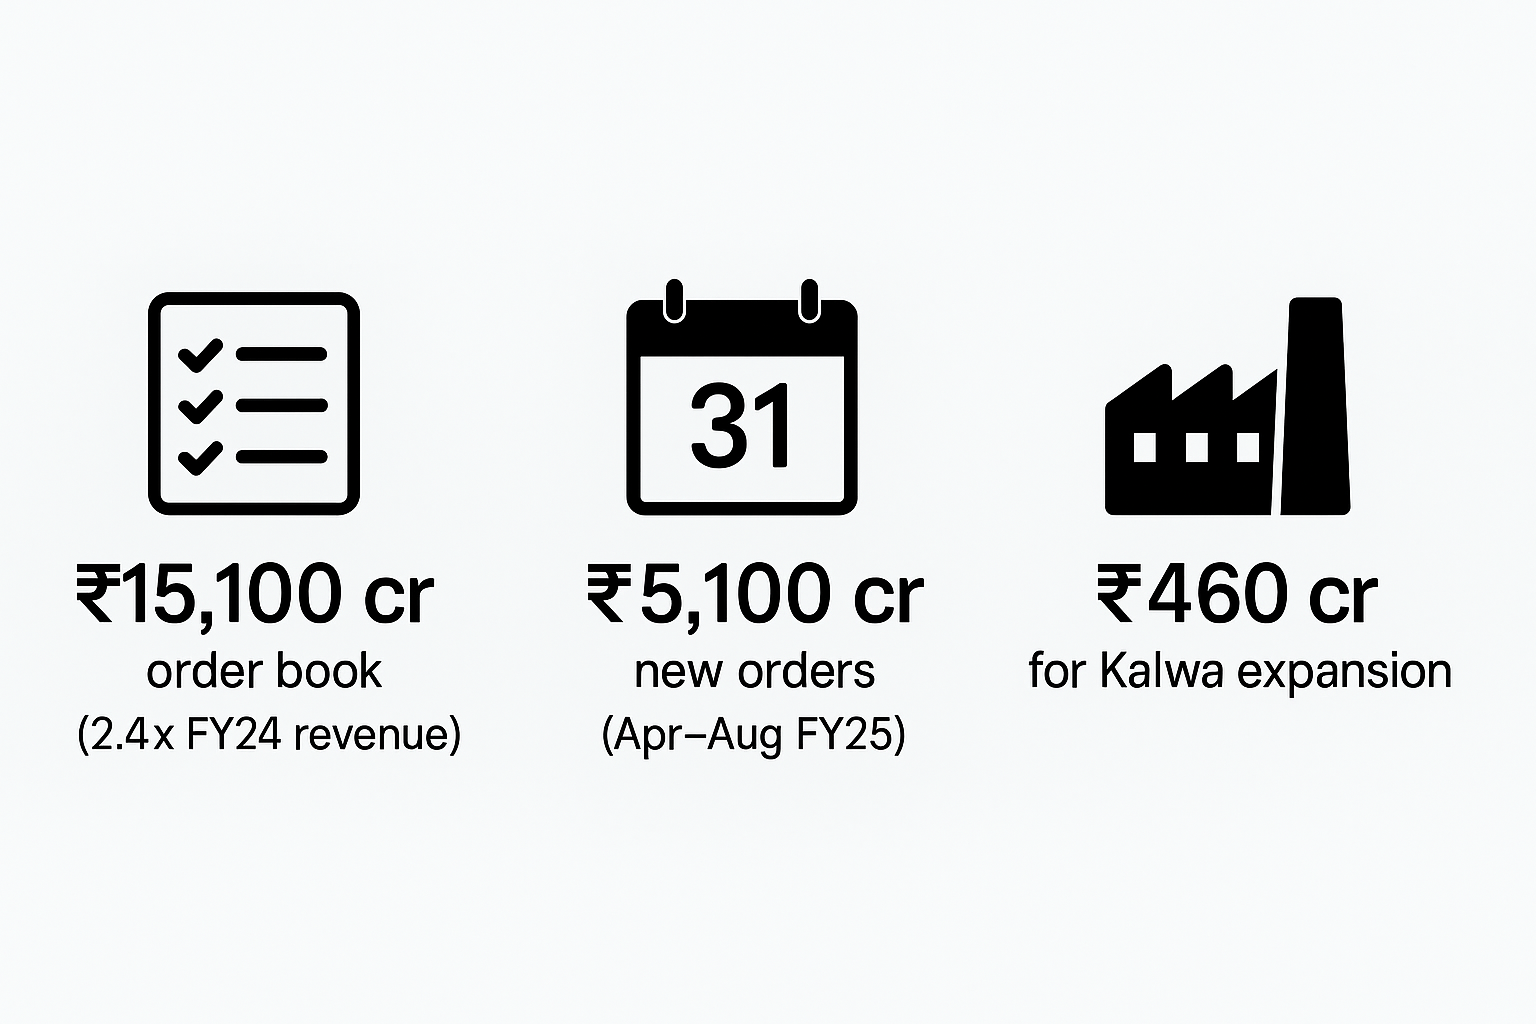 31
₹15,100 cr
order book
(2.4x FY24 revenue)
₹5,100 cr
new orders
(Apr–Aug FY25)
₹460 cr
for Kalwa expansion